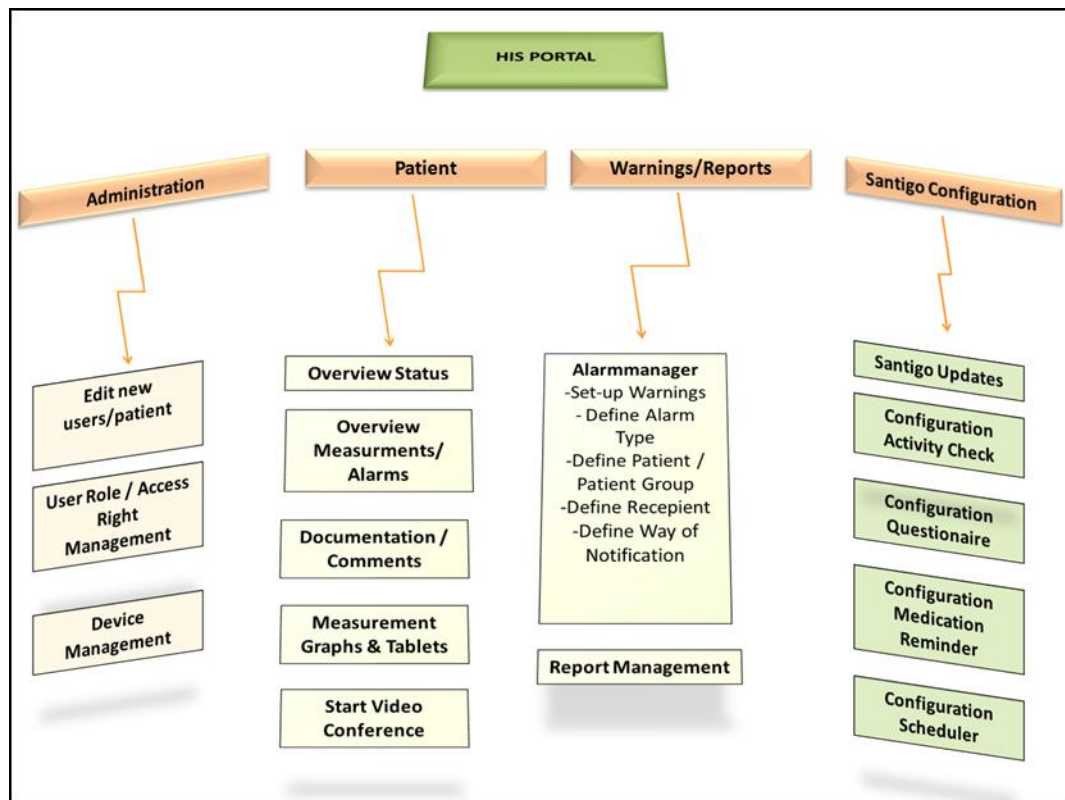 HIS PORTAL
Administration
Patient
Warnings/Reports
Santigo Configuration
Edit new
users/patient
User Role / Access
Right
Management
Device
Management
Overview Status
Overview
Measurments/
Alarms
Documentation /
Comments
Measurement
Graphs & Tablets
Start Video
Conference
Alarmmanager
-Set-up Warnings
- Define Alarm
Type
-Define Patient /
Patient Group
-Define Recepient
-Define Way of
Notification
Report Management
Santigo Updates
Configuration
Activity Check
Configuration
Questionaire
Configuration
Medication
Reminder
Configuration
Scheduler